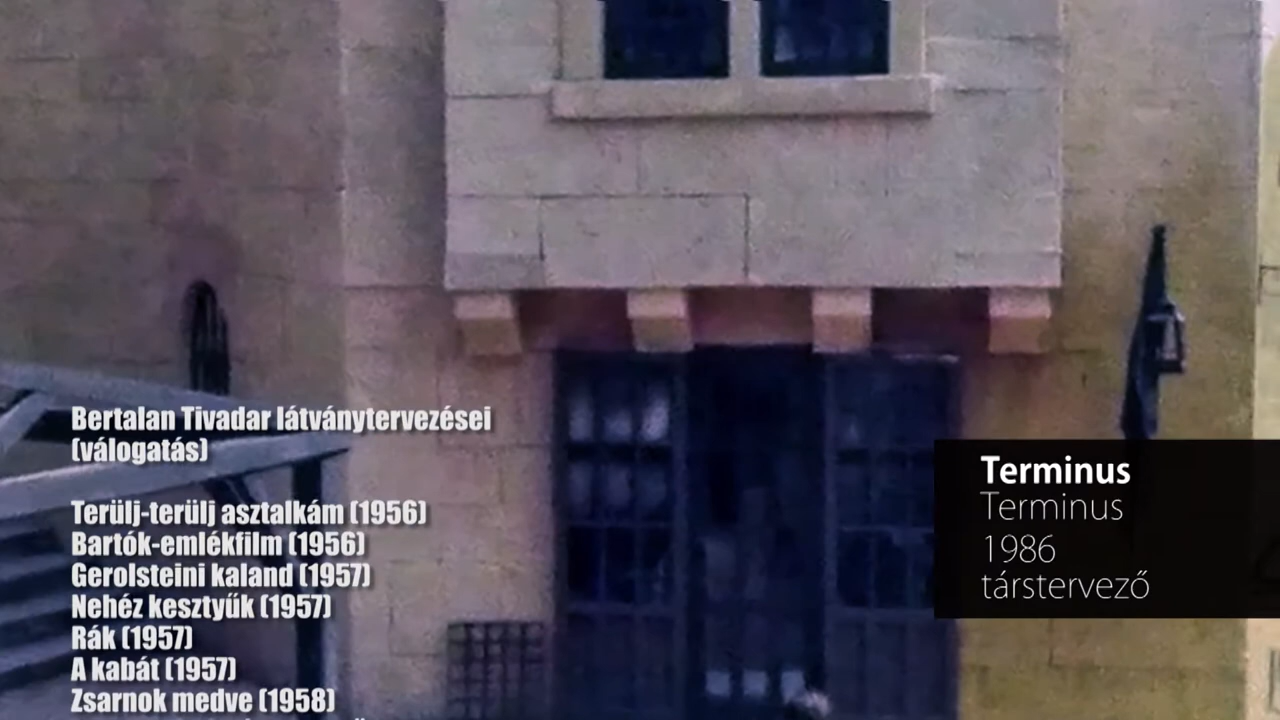 Bertalan Tivadar látványtervezései
(válogatás)
Terülj-terülj asztalkám (1956)
Bartók-emlékfilm (1956)
Gerolsteini kaland (1957)
Nehéz kesztyűk (1957)
Rák (1957)
A kabát (1957)
Zsarnok medve (1958)
Terminus
Terminus
1986
társtervező